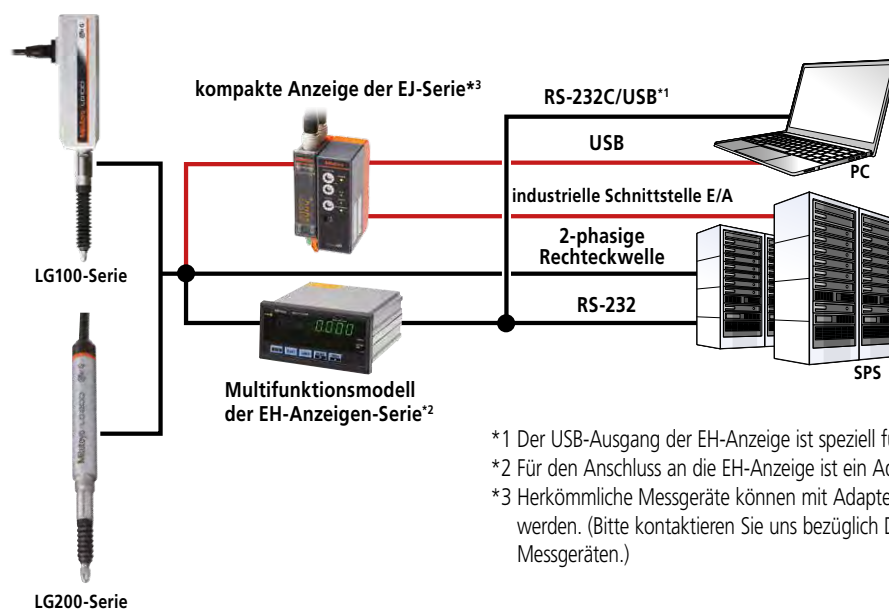 kompakte Anzeige der EJ-Serie*3
RS-232C/USB*1
USB
PC
industrielle Schnittstelle E/A
2-phasige
Rechteckwelle
LG100-Serie
RS-232
0.000
SPS
Multifunktionsmodell
der EH-Anzeigen-Serie*2
Mitutoyo LG200
LG200-Serie
*1 Der USB-Ausgang der EH-Anzeige ist speziell
*2 Für den Anschluss an die EH-Anzeige ist ein
*3 Herkömmliche Messgeräte können mit
werden. (Bitte kontaktieren Sie uns bezüglich
Messgeräten.)